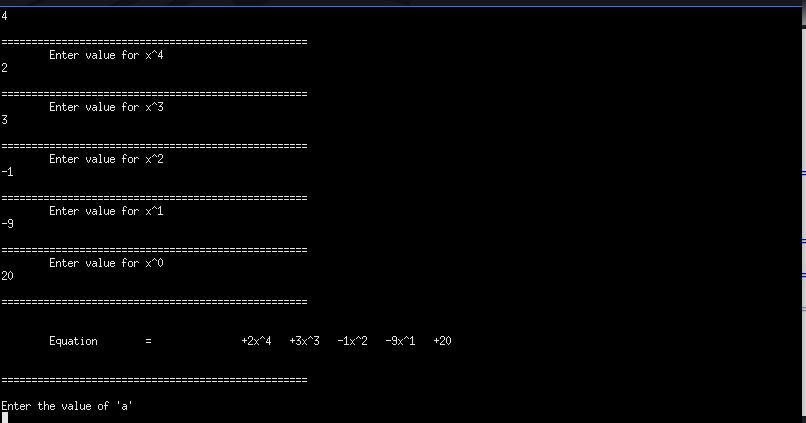 4
===================================================
Enter value for x^4
2
===================================================
Enter value for x^3
3
===================================================
Enter value for x^2
-1
===================================================
Enter value for x^1
-9
===================================================
Enter value for x^0
20
===================================================
Equation = +2x^4 +3x^3 -1x^2 -9x^1 +20
===================================================
Enter the value of 'a'